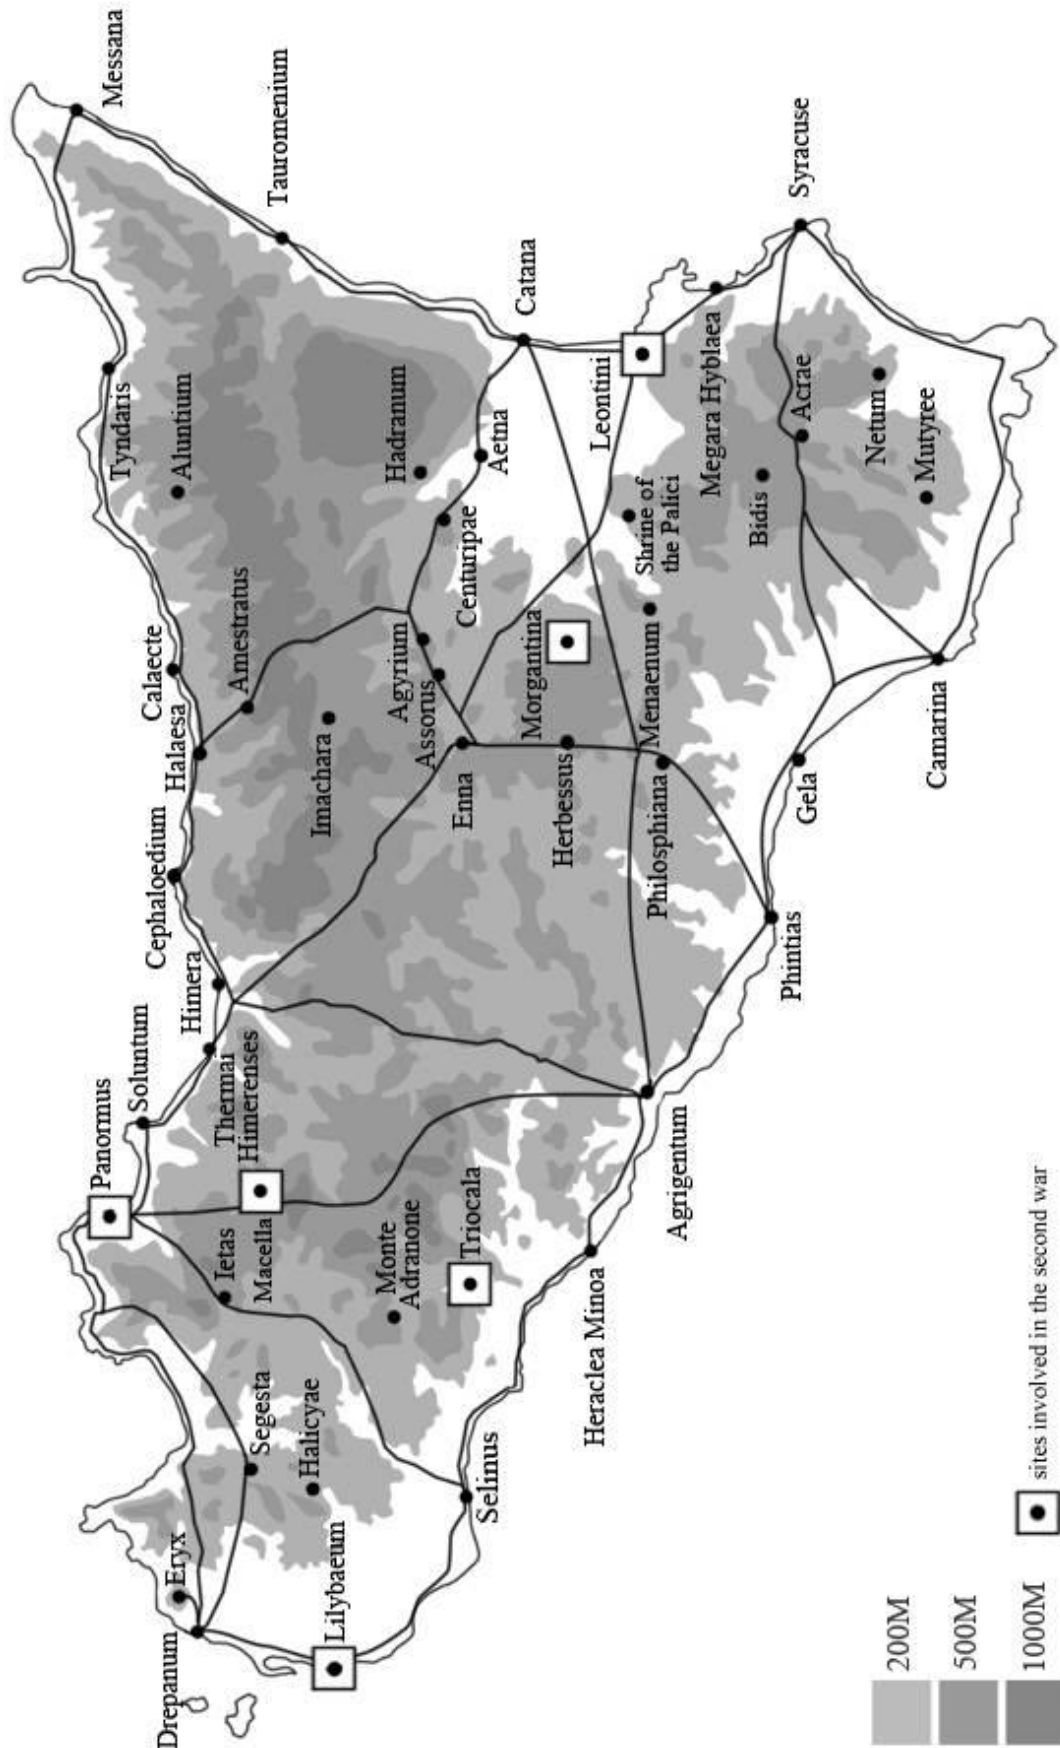 Messana
Tauromenium
Tyndaris
Aluntium
Hadranum
Catana
Aetna
Centuripae
Leontini
Syracuse
Megara Hyblaea
Acrae
Netum
Mutyree
Bidis
Shrine of
the Palici
Calaecte
Halaesa
Amestratus
Imachara
Agyrium
Assorus
Enna
Morgantina
Herbessus
Menaenum
Philosphiana
Gela
Camarina
Phintias
Cephaloedium
Himera
Thermai
Himerenses
Soluntum
Panormus
Ietas
Macella
Monte
Adranone
Triocala
Agrigentum
Heraclea Minoa
Segesta
Halicyae
Selinus
Eryx
Drepanum
Lilybaeum
200M
500M
1000M
sites involved in the second war